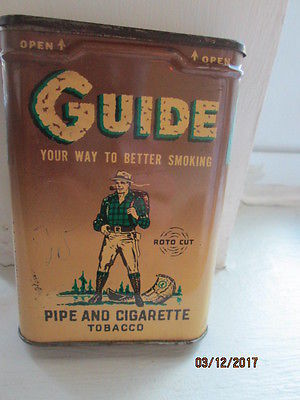 OPEN ↑ ↑ OPEN
GUIDE
YOUR WAY TO BETTER SMOKING
ROTO CUT
PIPE AND CIGARETTE
TOBACCO
03/12/2017